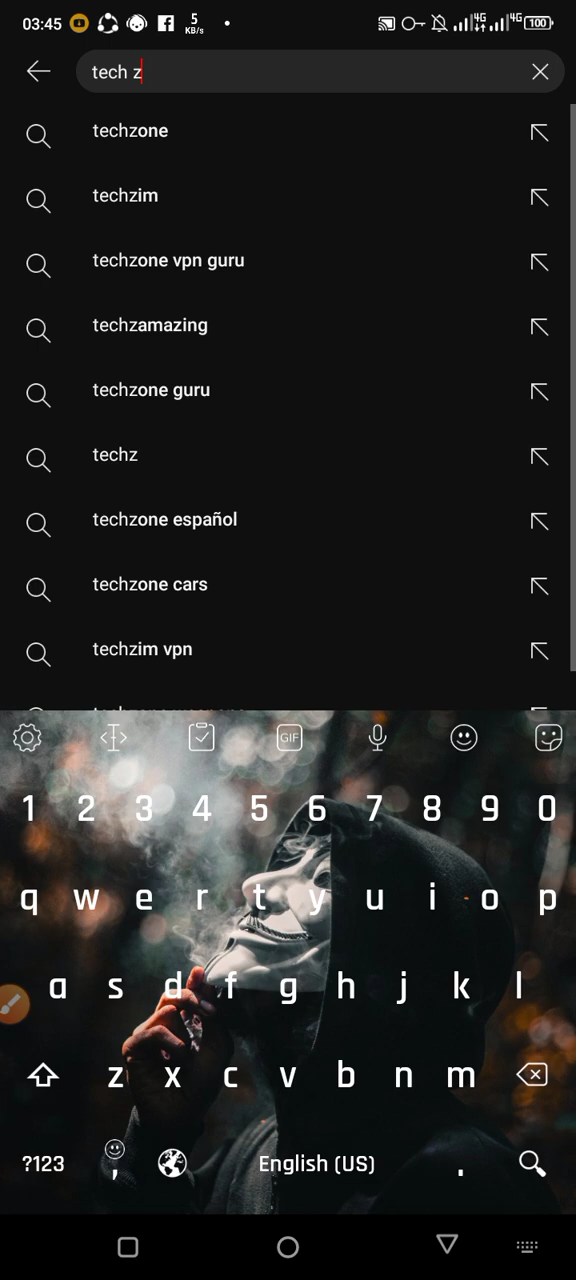 03:45 5 KB/s 4G 4G 100
tech z
techzone
techzim
techzone vpn guru
techzamazing
techzone guru
techz
techzone español
techzone cars
techzim vpn
GIF
1 2 3 4 5 6 7 8 9 0
q w e r t y u i o p
a s d f g h j k l
z x c v b n m
?123 , English (US) .